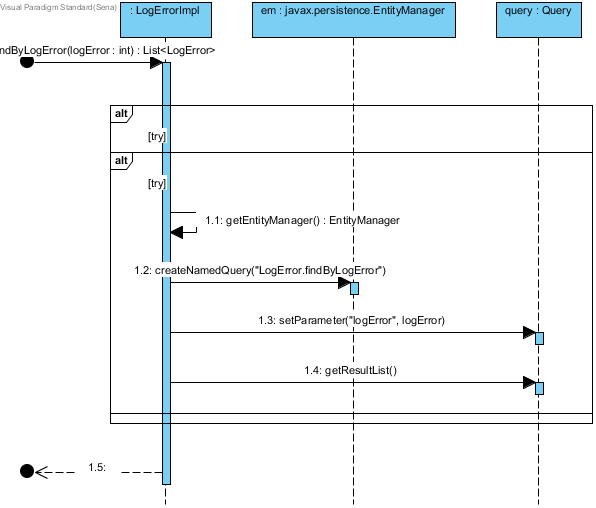 Visual Paradigm Standard(Sena)
: LogErrorImpl
em : javax.persistence.EntityManager
query : Query
ndByLogError(logError : int) : List<LogError>
alt
[try]
alt
[try]
1.1: getEntityManager() : EntityManager
1.2: createNamedQuery("LogError.findByLogError")
1.3: setParameter("logError", logError)
1.4: getResultList()
1.5: